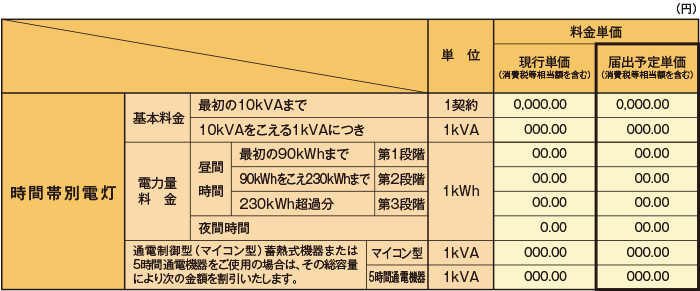 (円)
単 位 料金単価
現行単価 届出予定単価
(消費税等相当額を含む) (消費税等相当額を含む)
時間帯別電灯 基本料金 最初の10kVAまで 1契約 0,000.00 0,000.00
10kVAをこえる1kVAにつき 1kVA 000.00 000.00
電力量
料 金
昼間
時間
最初の90kWhまで 第1段階 1kWh 00.00 00.00
90kWhをこえ230kWhまで 第2段階 00.00 00.00
230kWh超過分 第3段階 00.00 00.00
夜間時間 0.00 00.00
通電制御型(マイコン型)蓄熱式機器または
5時間通電機器をご使用の場合は、その総容量
により次の金額を割引いたします。
マイコン型 1kVA 000.00 000.00
5時間通電機器 1kVA 000.00 000.00